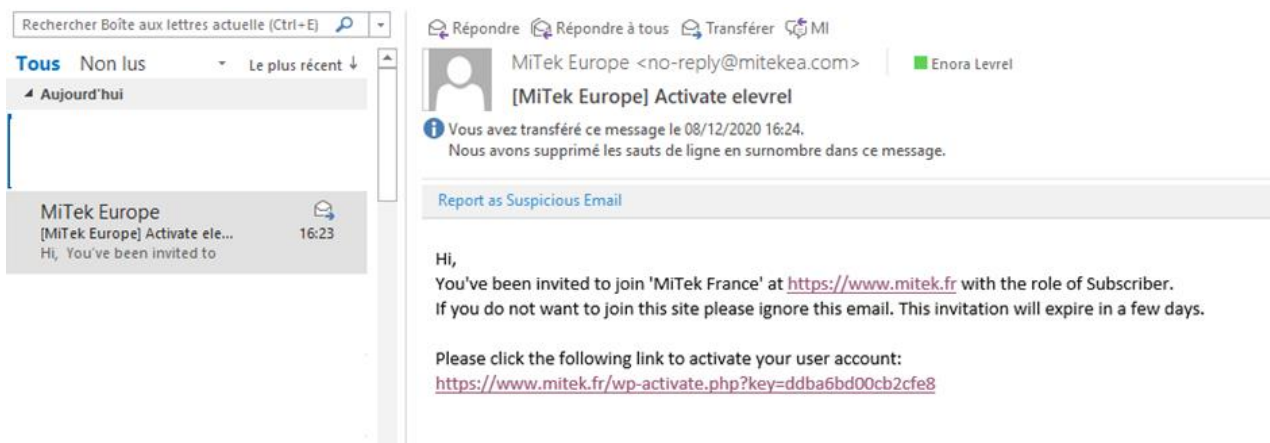 Rechercher Boîte aux lettres actuelle (Ctrl+E)
Tous Non lus Le plus récent ↓
Aujourd'hui
MiTek Europe
[MiTek Europe] Activate ele... 16:23
Hi, You've been invited to
Répondre Répondre à tous Transférer MI
MiTek Europe <no-reply@mitekea.com> Enora Levrel
[MiTek Europe] Activate elevrel
Vous avez transféré ce message le 08/12/2020 16:24.
Nous avons supprimé les sauts de ligne en surnombre dans ce message.
Report as Suspicious Email
Hi,
You've been invited to join 'MiTek France' at https://www.mitek.fr with the role of Subscriber.
If you do not want to join this site please ignore this email. This invitation will expire in a few days.
Please click the following link to activate your user account:
https://www.mitek.fr/wp-activate.php?key=ddba6bd00cb2cfe8